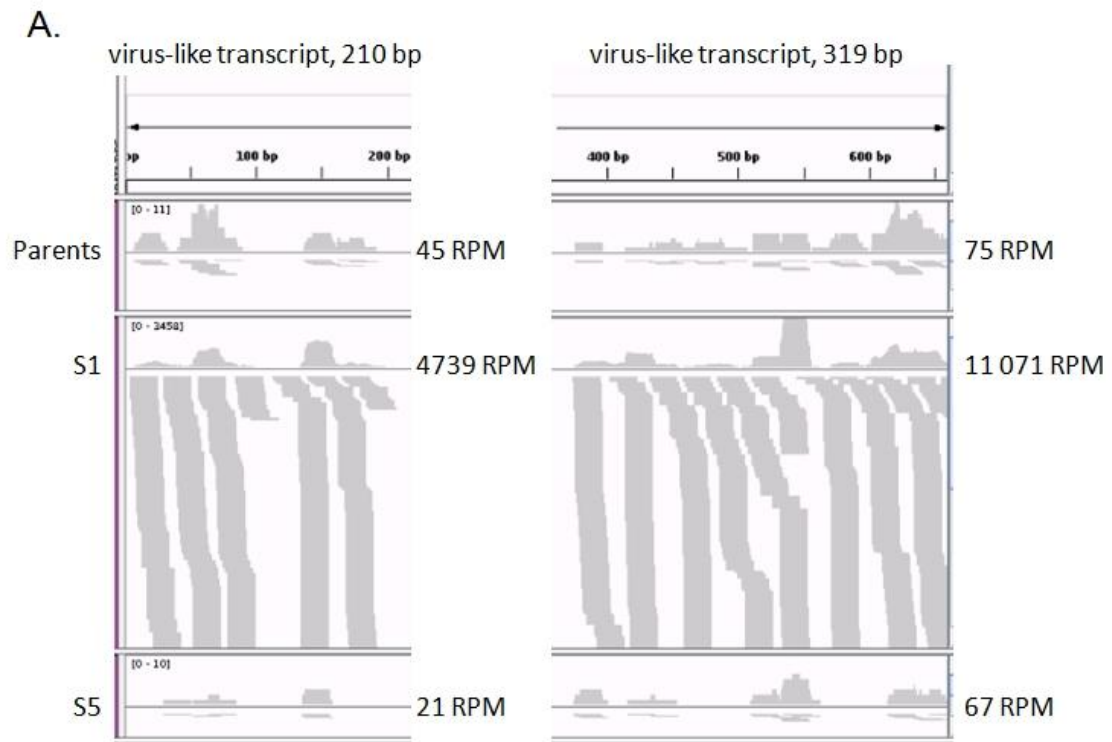 A.
virus-like transcript, 210 bp
virus-like transcript, 319 bp
100 bp 200 bp
400 bp 500 bp 600 bp
Parents
[0 - 11]
45 RPM
75 RPM
S1
[0 - 3458]
4739 RPM
11 071 RPM
S5
[0 - 10]
21 RPM
67 RPM